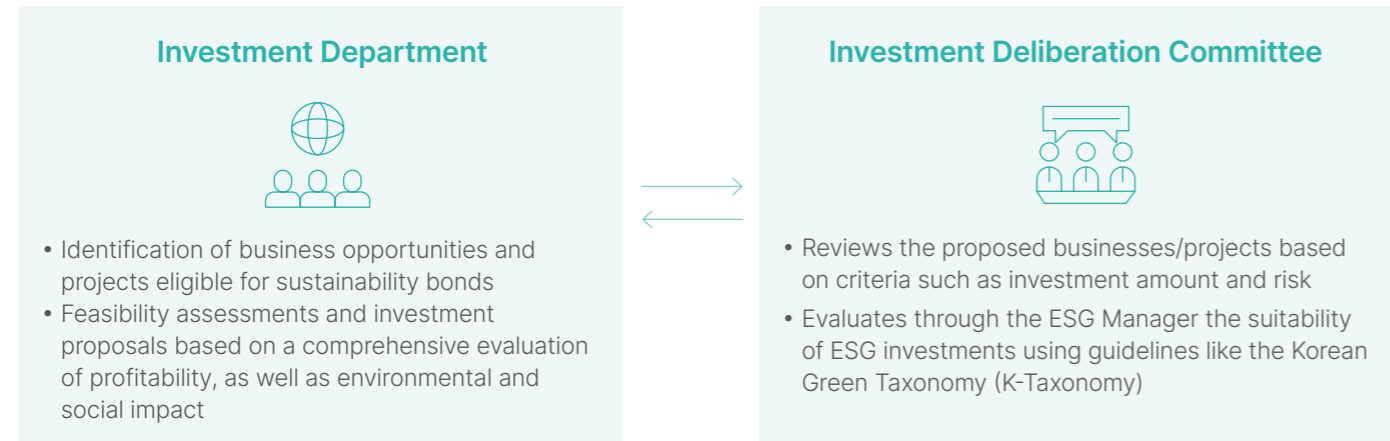 Investment Department
• Identification of business opportunities and
projects eligible for sustainability bonds
• Feasibility assessments and investment
proposals based on a comprehensive evaluation
of profitability, as well as environmental and
social impact
Investment Deliberation Committee
• Reviews the proposed businesses/projects based
on criteria such as investment amount and risk
• Evaluates through the ESG Manager the suitability
of ESG investments using guidelines like the Korean
Green Taxonomy (K-Taxonomy)